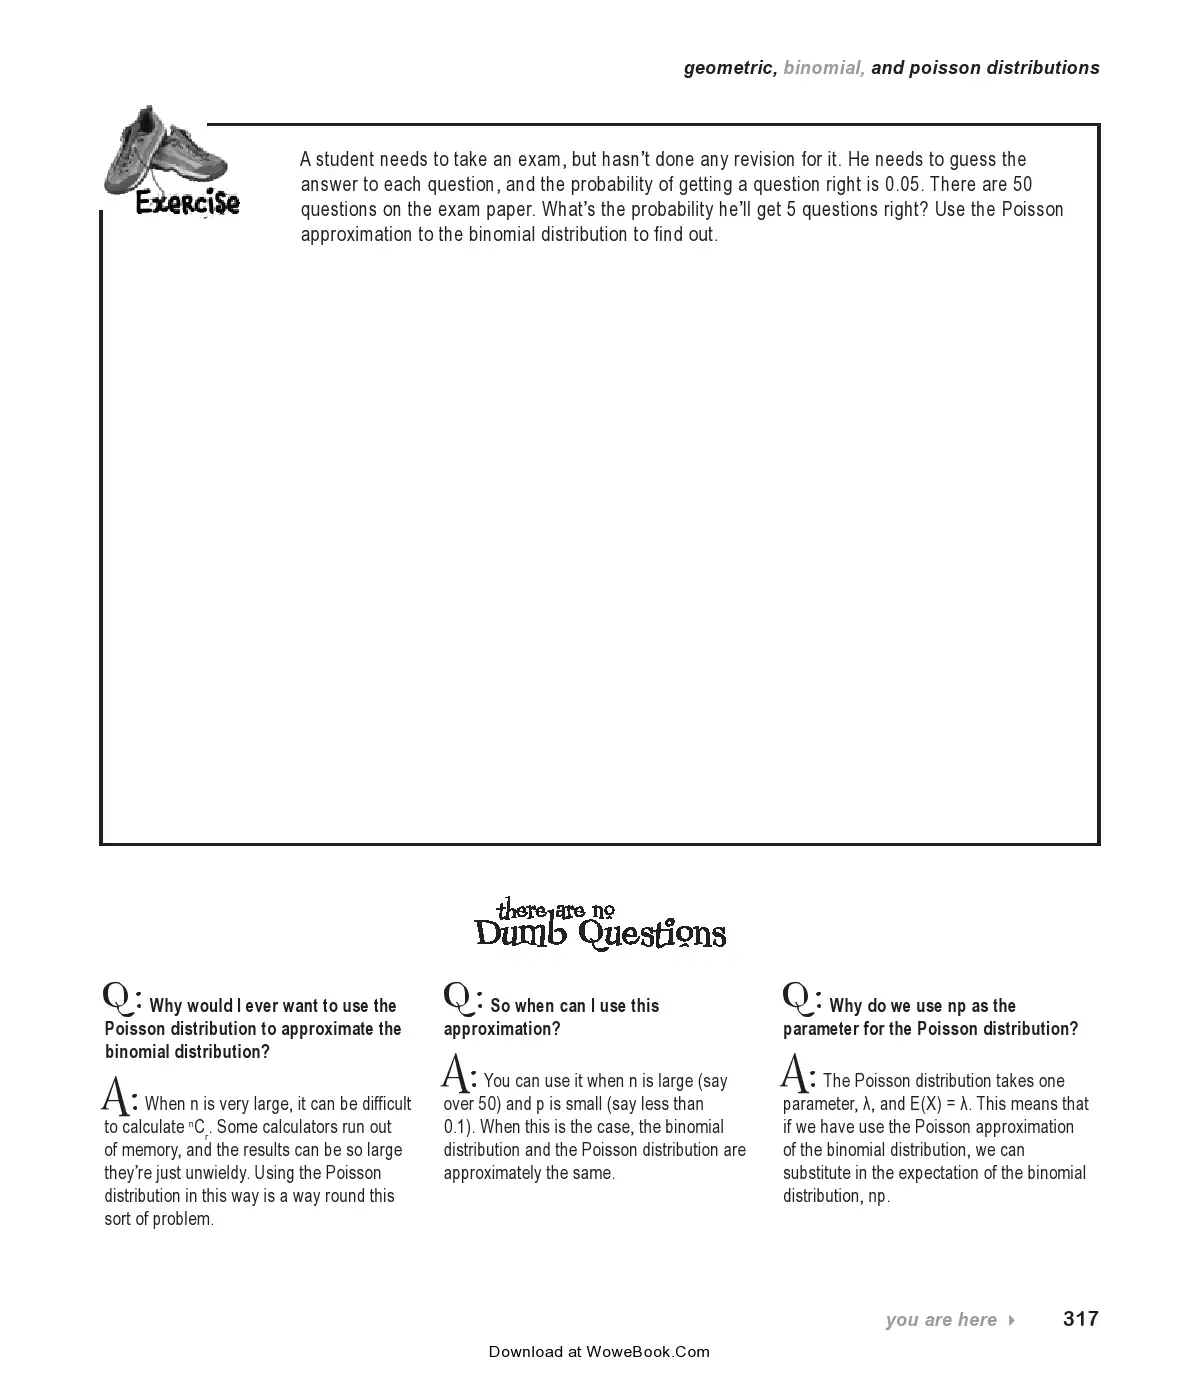 geometric, binomial, and poisson distributions
Exercise
A student needs to take an exam, but hasn’t done any revision for it. He needs to guess the
answer to each question, and the probability of getting a question right is 0.05. There are 50
questions on the exam paper. What’s the probability he’ll get 5 questions right? Use the Poisson
approximation to the binomial distribution to find out.
there are no
Dumb Questions
Q: Why would I ever want to use the
Poisson distribution to approximate the
binomial distribution?
A: When n is very large, it can be difficult
to calculate ⁿCᵣ. Some calculators run out
of memory, and the results can be so large
they’re just unwieldy. Using the Poisson
distribution in this way is a way round this
sort of problem.
Q: So when can I use this
approximation?
A: You can use it when n is large (say
over 50) and p is small (say less than
0.1). When this is the case, the binomial
distribution and the Poisson distribution are
approximately the same.
Q: Why do we use np as the
parameter for the Poisson distribution?
A: The Poisson distribution takes one
parameter, λ, and E(X) = λ. This means that
if we have use the Poisson approximation
of the binomial distribution, we can
substitute in the expectation of the binomial
distribution, np.
you are here
317
Download at WoweBook.Com